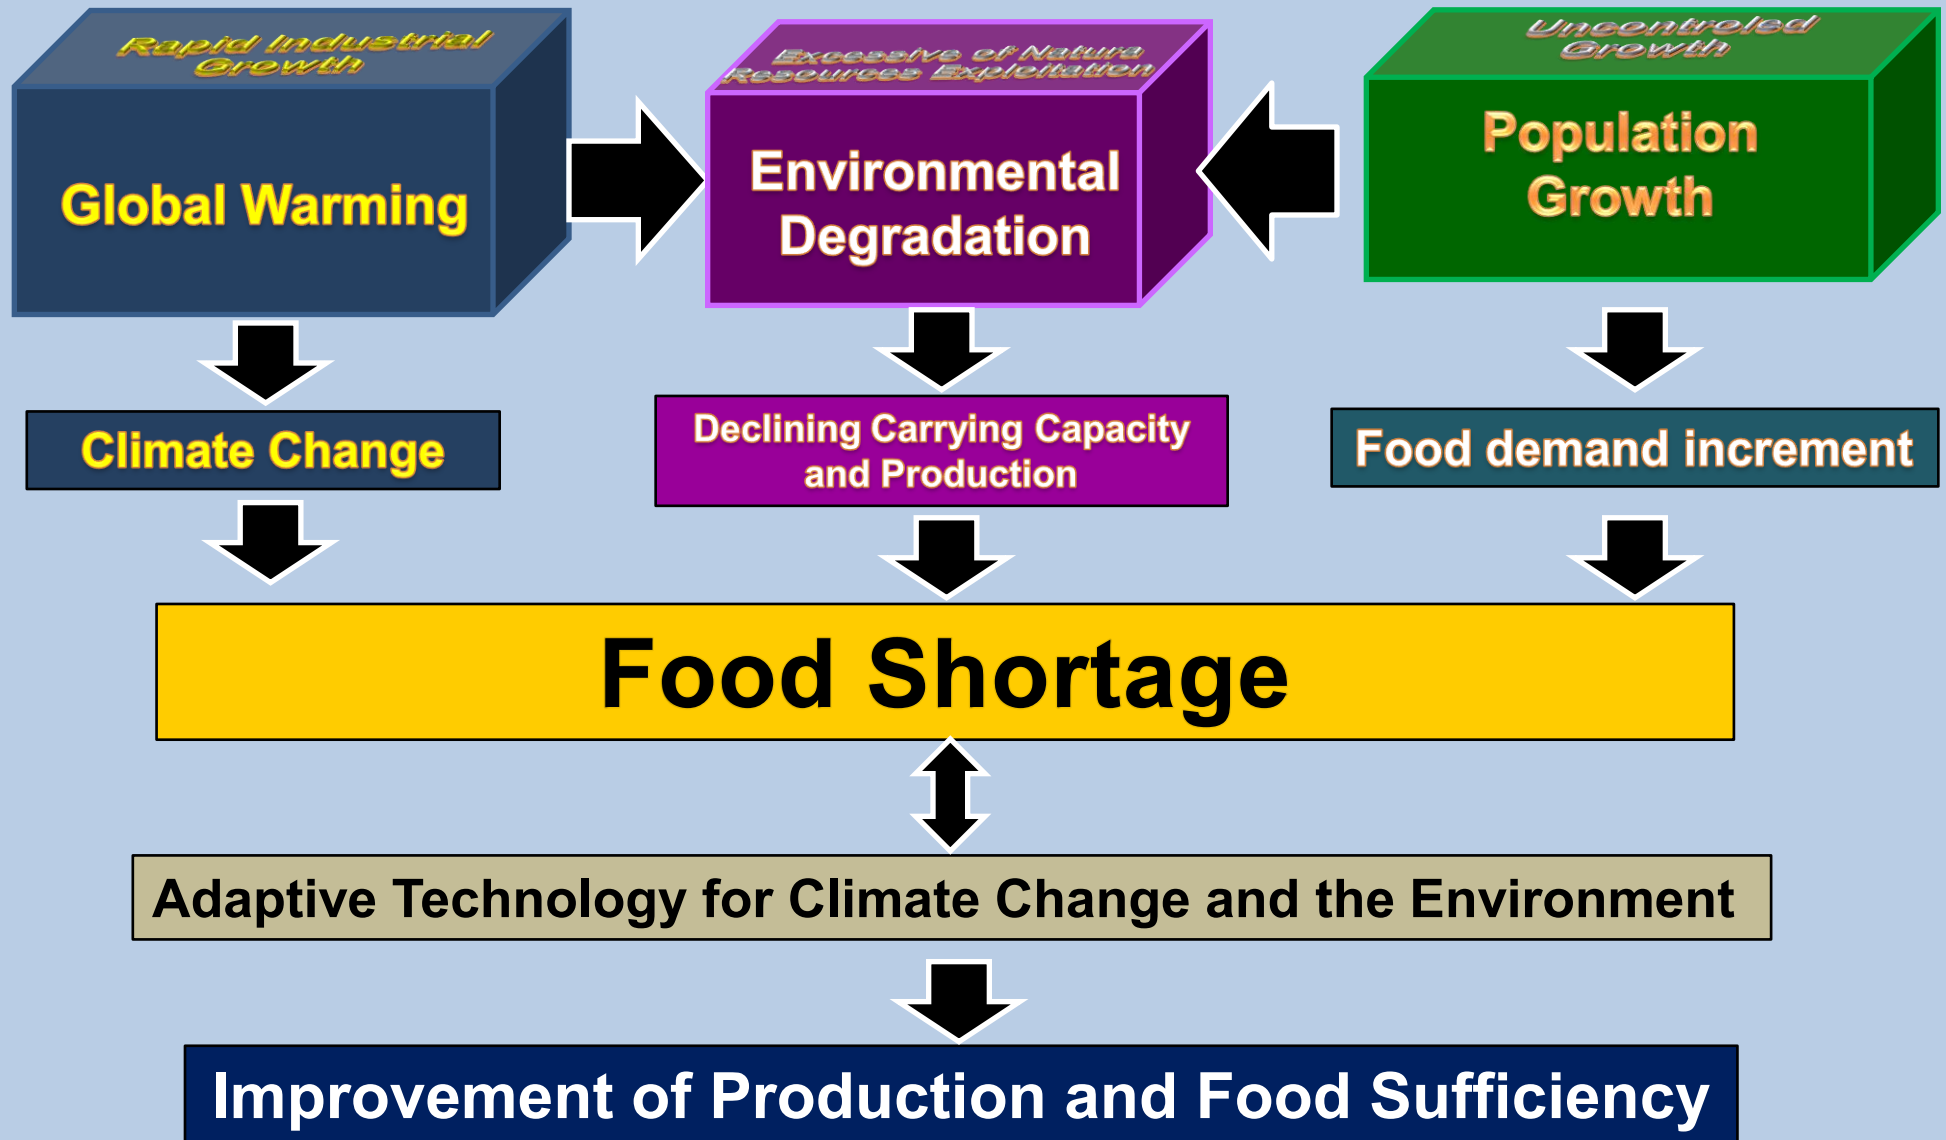 Rapid Industrial
Growth
Global Warming
Excessive of Natura
Resources Exploitation
Environmental
Degradation
Uncentroled
Growth
Population
Growth
Climate Change
Declining Carrying Capacity
and Production
Food demand increment
Food Shortage
Adaptive Technology for Climate Change and the Environment
Improvement of Production and Food Sufficiency